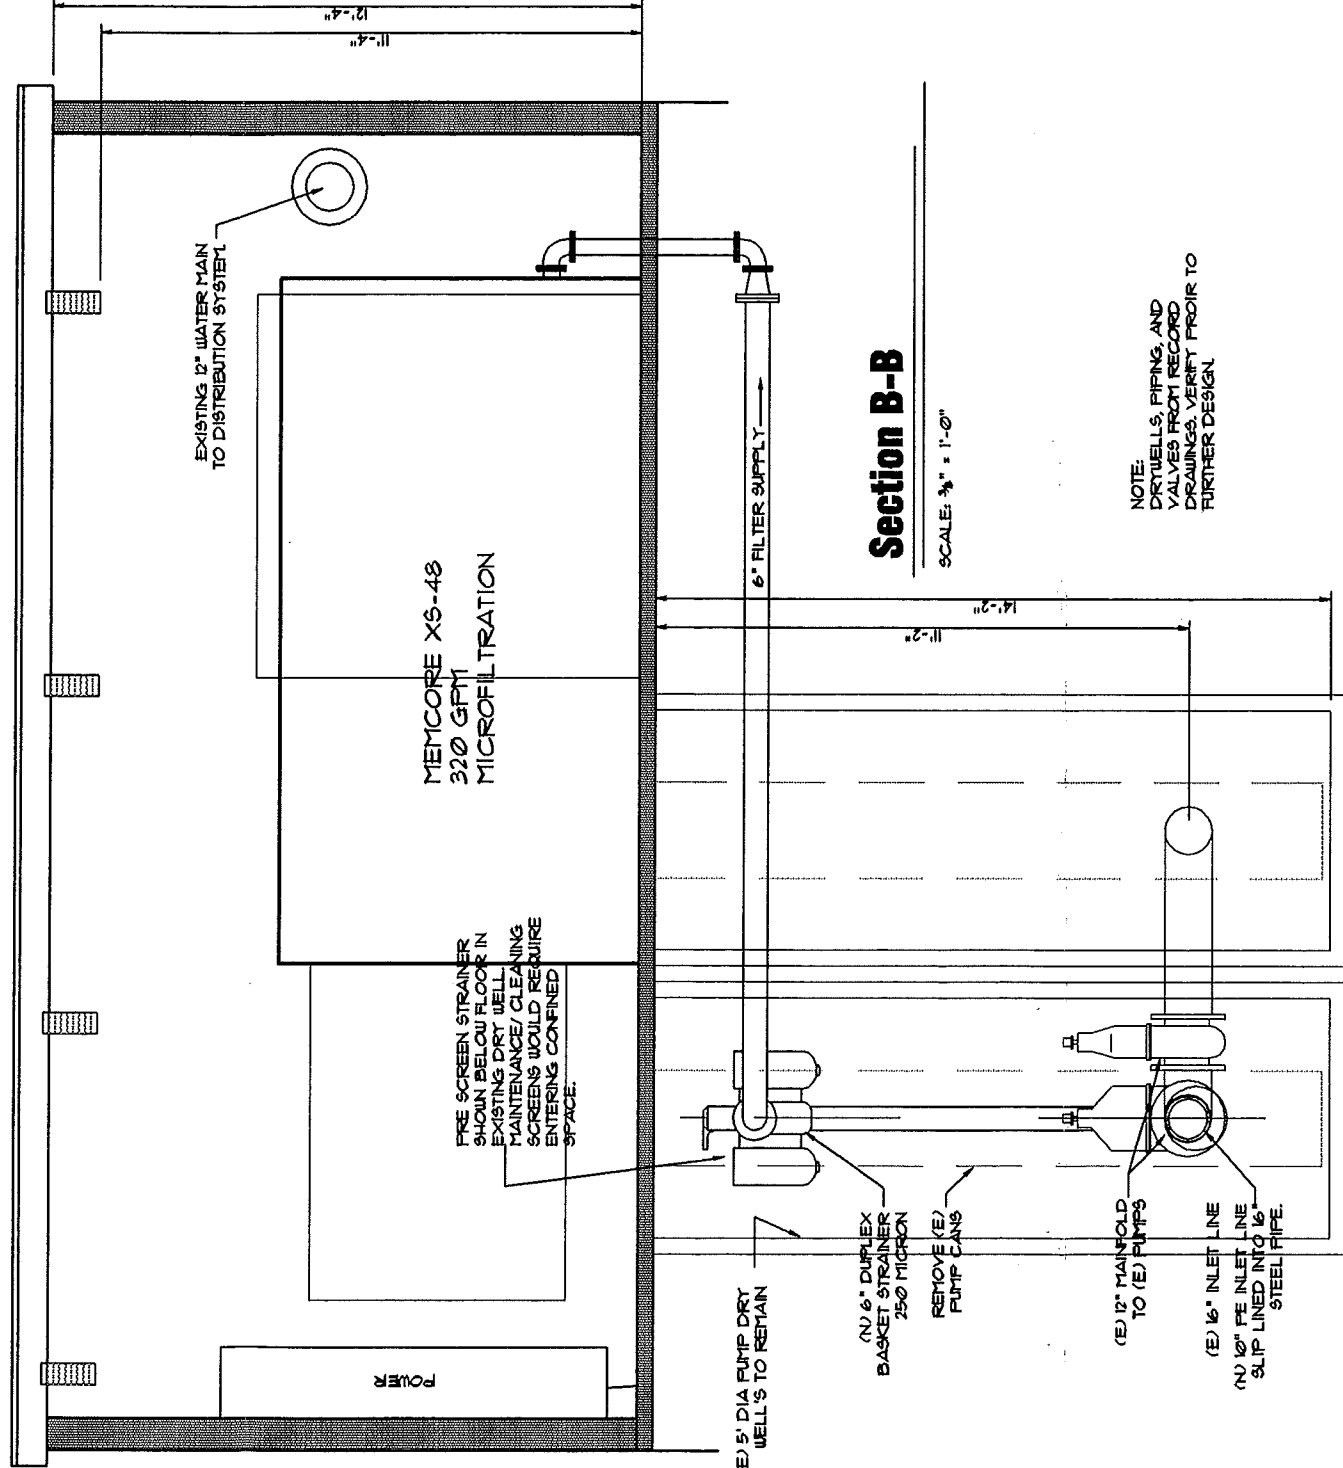 12'-4"
11'-4"
EXISTING 12" WATER MAIN
TO DISTRIBUTION SYSTEM.
MEMCORE XS-48
320 GPM
MICROFILTRATION
PRE SCREEN STRAINER
SHOWN BELOW FLOOR IN
EXISTING DRY WELL.
MAINTENANCE/ CLEANING
SCREENS WOULD REQUIRE
ENTERING CONFINED
SPACE.
POWER
6" FILTER SUPPLY
Section B-B
SCALE: 3/8" = 1'-0"
NOTE:
DRYWELLS, PIPING, AND
VALVES FROM RECORD
DRAWINGS. VERIFY PROIR TO
FURTHER DESIGN.
14'-2"
11'-2"
E) 5' DIA PUMP DRY
WELL'S TO REMAIN
(N) 6" DUPLEX
BASKET STRAINER
250 MICRON
REMOVE (E)
PUMP CANS
(E) 12" MANIFOLD
TO (E) PUMPS
(E) 16" INLET LINE
(N) 10" PE INLET LINE
SLIP LINED INTO 16"
STEEL PIPE.